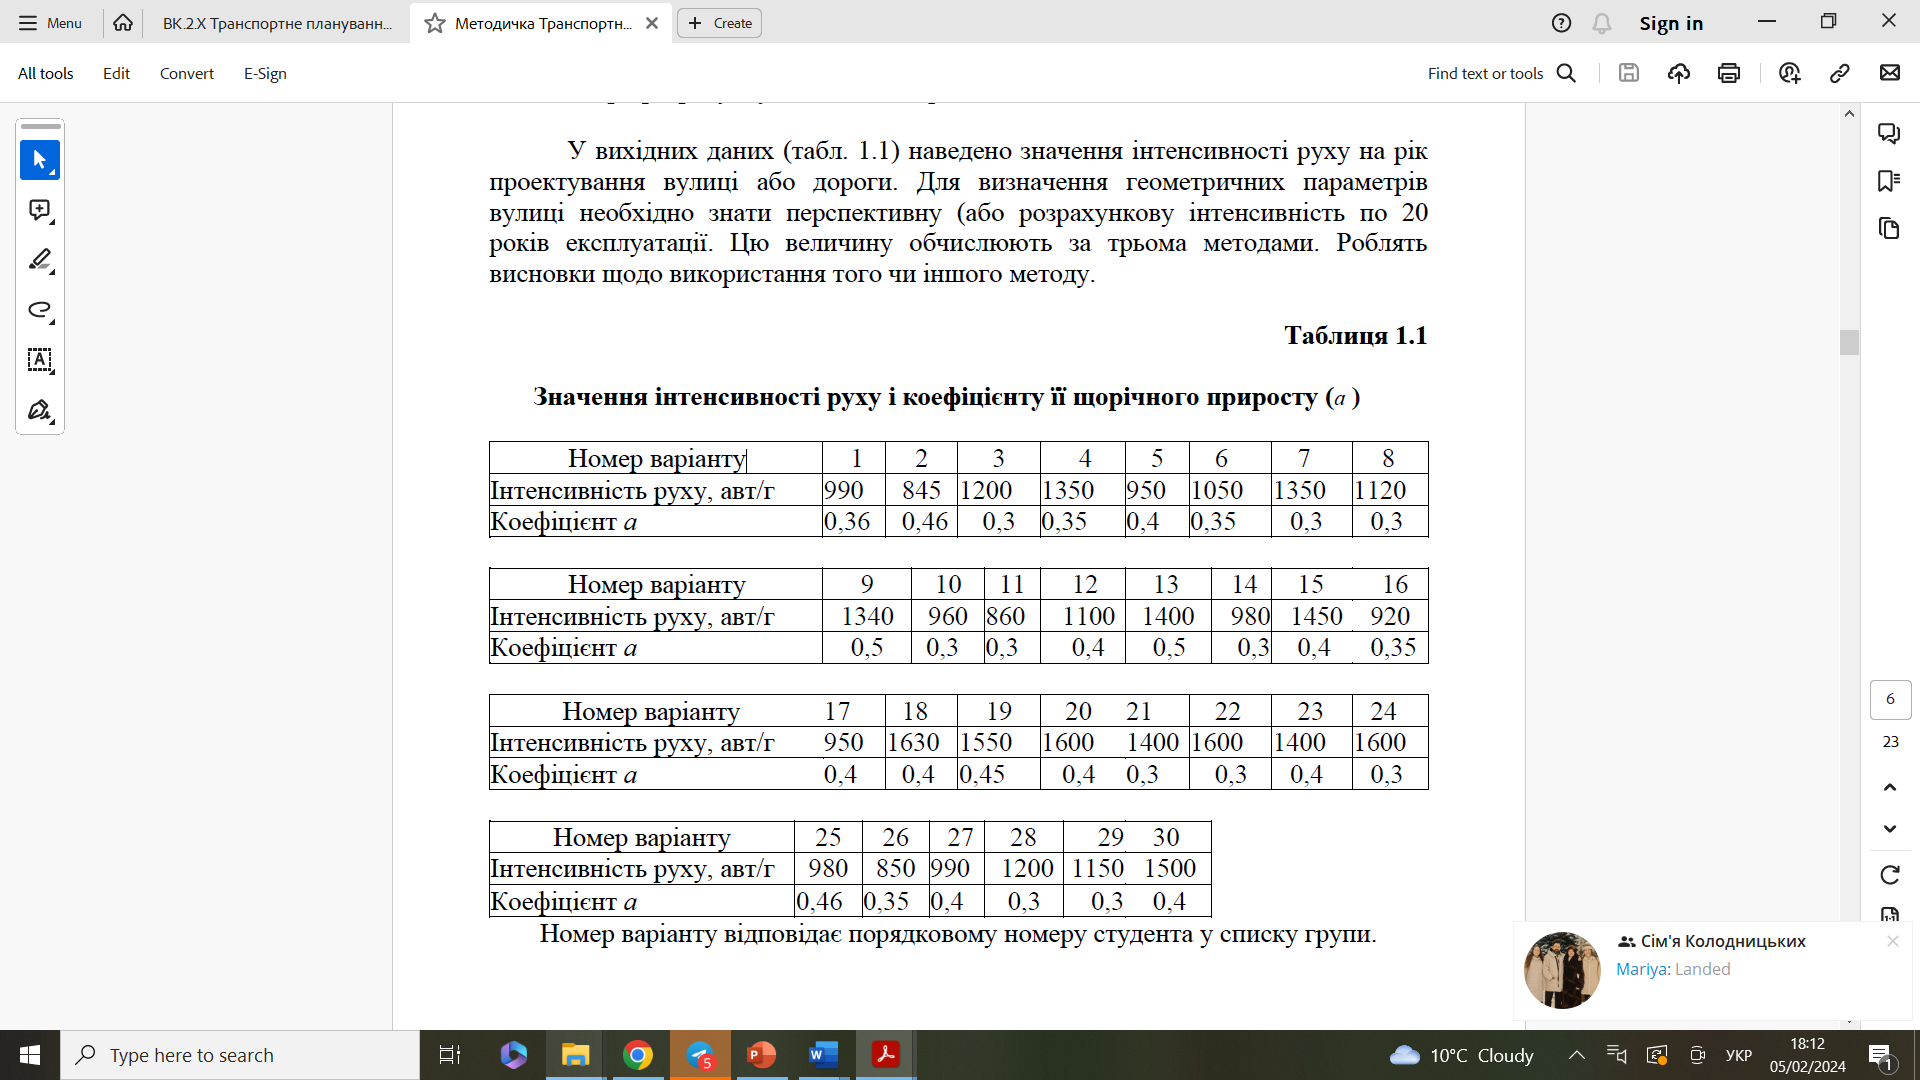 Menu
ВК.2.X Транспортне плануванн...
Методичка Транспортн...
Create
Sign in
All tools
Edit
Convert
E-Sign
Find text or tools
У вихідних даних (табл. 1.1) наведено значення інтенсивності руху на рік
проектування вулиці або дороги. Для визначення геометричних параметрів
вулиці необхідно знати перспективну (або розрахункову інтенсивність по 20
років експлуатації. Цю величину обчислюють за трьома методами. Роблять
висновки щодо використання того чи іншого методу.
Таблиця 1.1
Значення інтенсивності руху і коефіцієнту її щорічного приросту (a )
Номер варіанту 1 2 3 4 5 6 7 8
Інтенсивність руху, авт/г 990 845 1200 1350 950 1050 1350 1120
Коефіцієнт a 0,36 0,46 0,3 0,35 0,4 0,35 0,3 0,3
Номер варіанту 9 10 11 12 13 14 15 16
Інтенсивність руху, авт/г 1340 960 860 1100 1400 980 1450 920
Коефіцієнт a 0,5 0,3 0,3 0,4 0,5 0,3 0,4 0,35
Номер варіанту 17 18 19 20 21 22 23 24
Інтенсивність руху, авт/г 950 1630 1550 1600 1400 1600 1400 1600
Коефіцієнт a 0,4 0,4 0,45 0,4 0,3 0,3 0,4 0,3
Номер варіанту 25 26 27 28 29 30
Інтенсивність руху, авт/г 980 850 990 1200 1150 1500
Коефіцієнт a 0,46 0,35 0,4 0,3 0,3 0,4
Номер варіанту відповідає порядковому номеру студента у списку групи.
6
23
Сім'я Колодницьких
Mariya: Landed
Type here to search
5
10°C Cloudy
УКР
18:12
05/02/2024
1